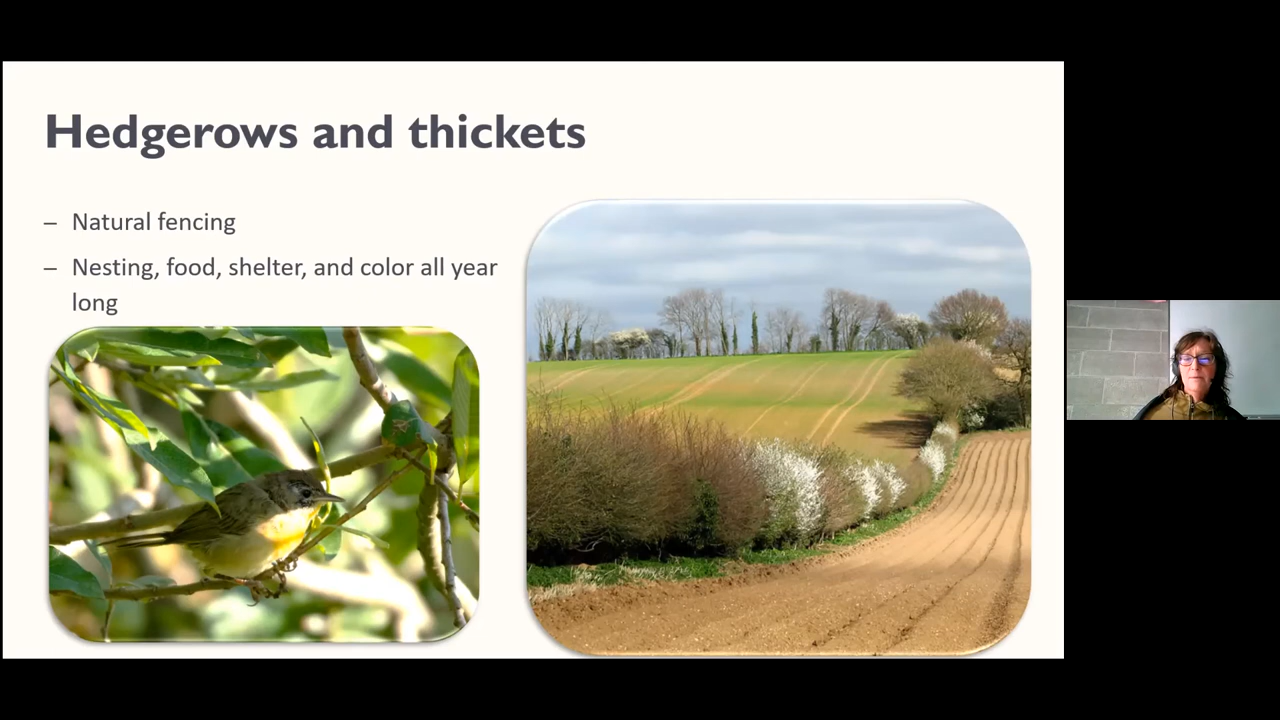 Hedgerows and thickets
– Natural fencing
– Nesting, food, shelter, and color all year
long